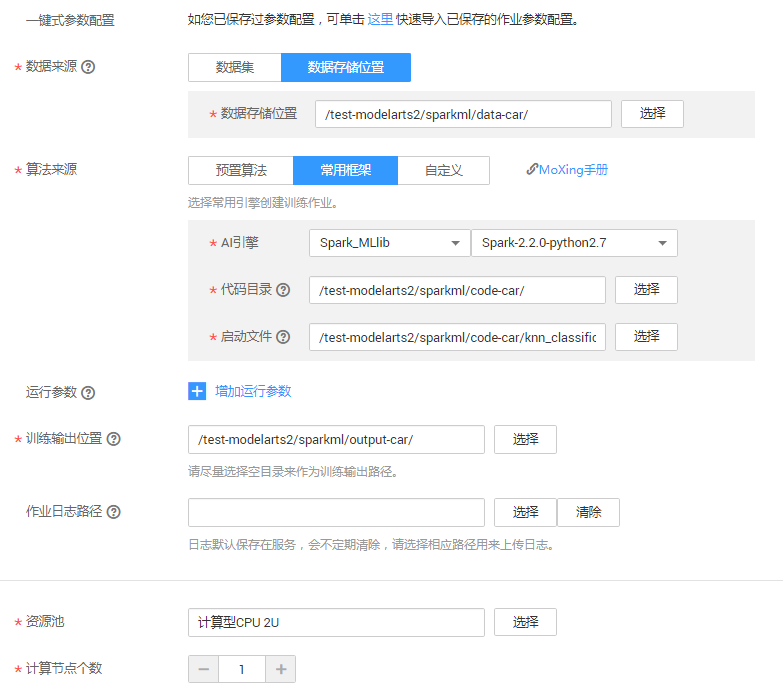 一键式参数配置 如您已保存过参数配置，可单击 这里 快速导入已保存的作业参数配置。
* 数据来源 ? 数据集 数据存储位置
* 数据存储位置 /test-modelarts2/sparkml/data-car/ 选择
* 算法来源 预置算法 常用框架 自定义 MoXing手册
选择常用引擎创建训练作业。
* AI引擎 Spark_MLlib Spark-2.2.0-python2.7
* 代码目录 ? /test-modelarts2/sparkml/code-car/ 选择
* 启动文件 ? /test-modelarts2/sparkml/code-car/knn_classific 选择
运行参数 ? + 增加运行参数
* 训练输出位置 ? /test-modelarts2/sparkml/output-car/ 选择
请尽量选择空目录来作为训练输出路径。
作业日志路径 ? 选择 清除
日志默认保存在服务，会不定期清除，请选择相应路径用来上传日志。
* 资源池 计算型CPU 2U 选择
* 计算节点个数 − 1 +